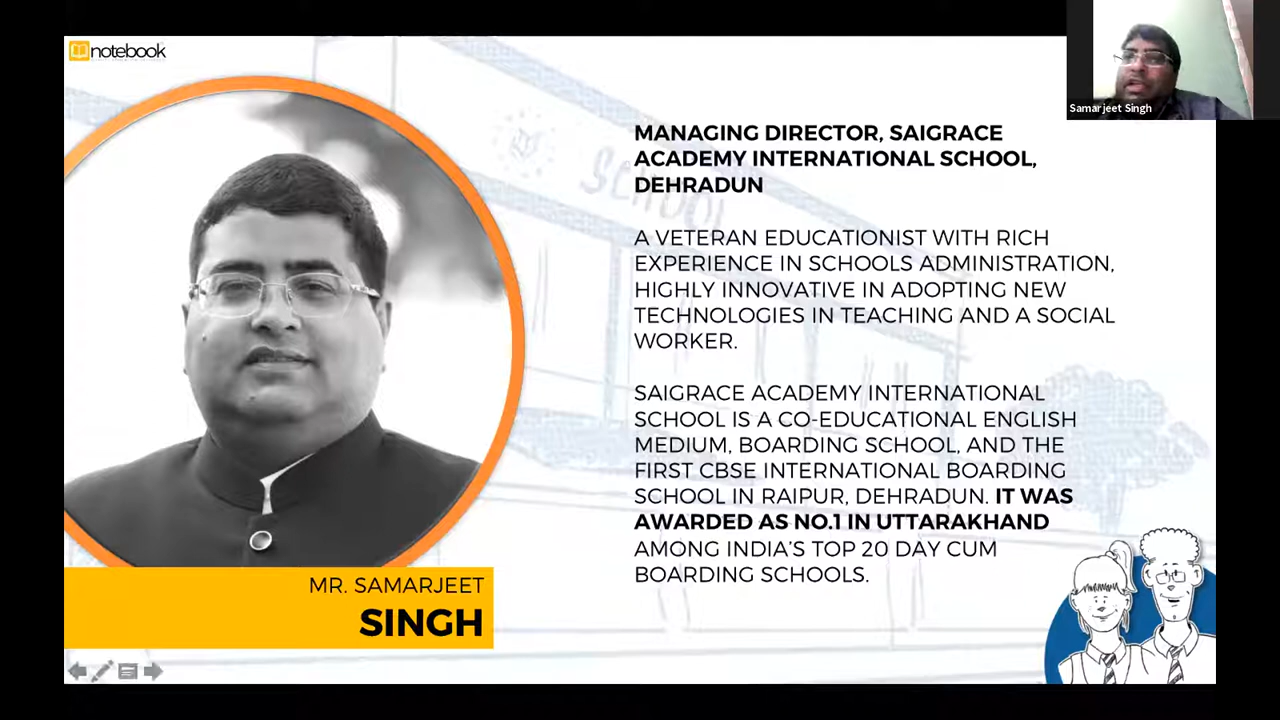 notebook
Samarjeet Singh
SCHOOL
MANAGING DIRECTOR, SAIGRACE
ACADEMY INTERNATIONAL SCHOOL,
DEHRADUN
A VETERAN EDUCATIONIST WITH RICH
EXPERIENCE IN SCHOOLS ADMINISTRATION,
HIGHLY INNOVATIVE IN ADOPTING NEW
TECHNOLOGIES IN TEACHING AND A SOCIAL
WORKER.
SAIGRACE ACADEMY INTERNATIONAL
SCHOOL IS A CO-EDUCATIONAL ENGLISH
MEDIUM, BOARDING SCHOOL, AND THE
FIRST CBSE INTERNATIONAL BOARDING
SCHOOL IN RAIPUR, DEHRADUN. IT WAS
AWARDED AS NO.1 IN UTTARAKHAND
AMONG INDIA'S TOP 20 DAY CUM
BOARDING SCHOOLS.
MR. SAMARJEET
SINGH